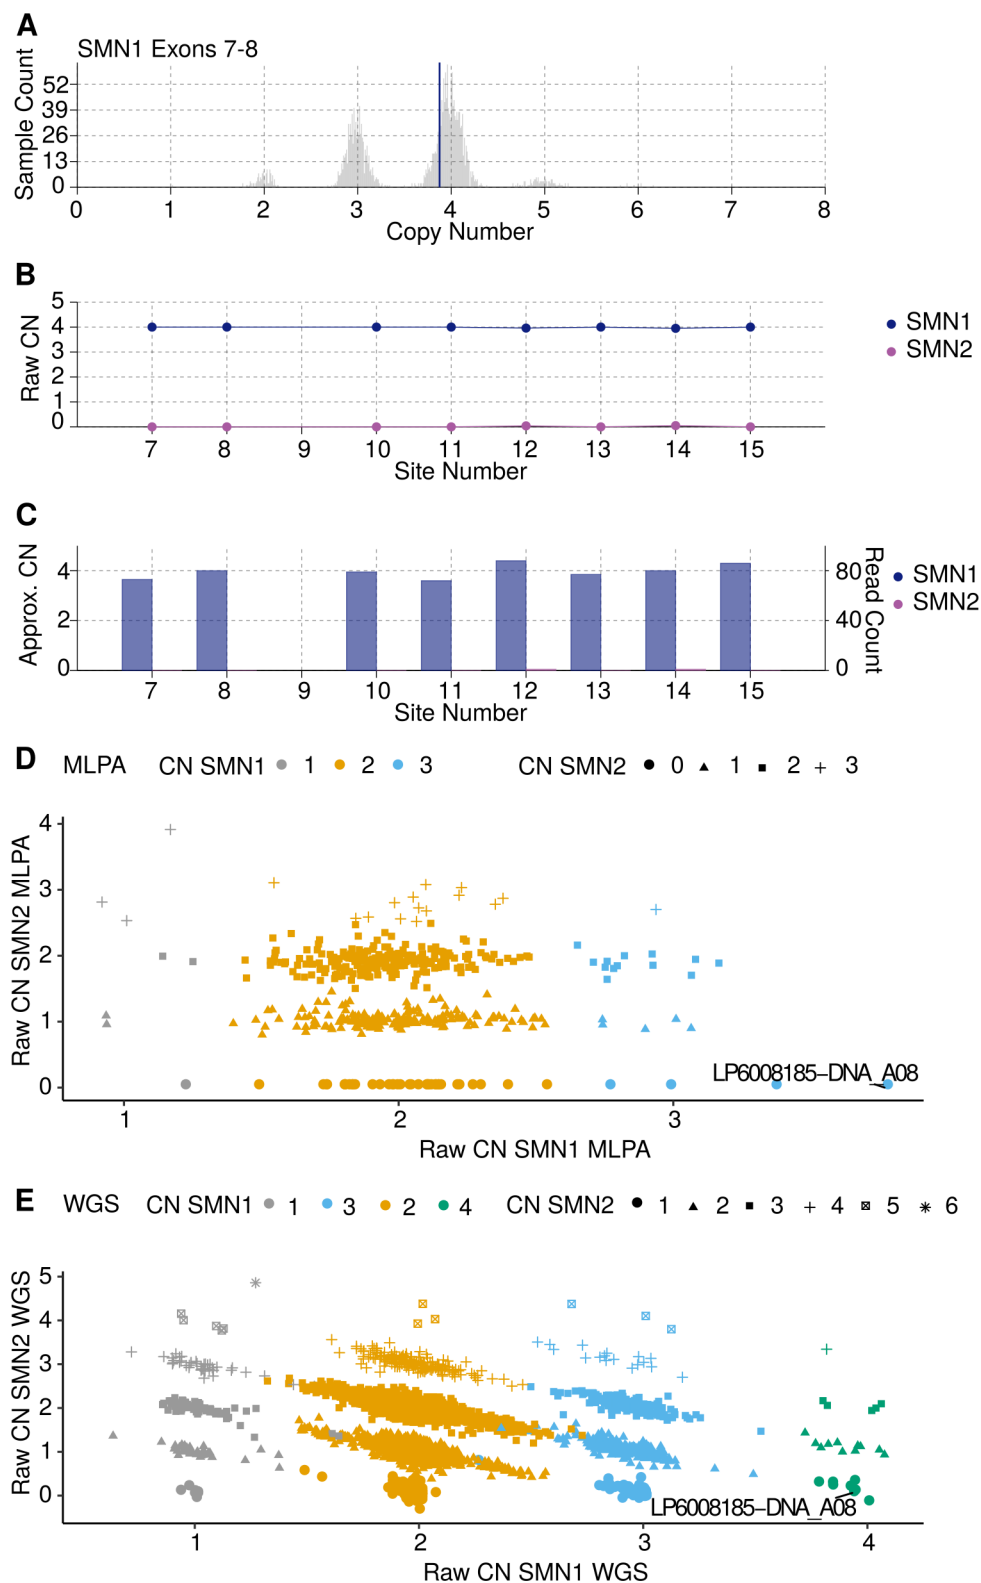 A
SMN1 Exons 7-8
Sample Count
52
39
26
13
0
0 1 2 3 4 5 6 7 8
Copy Number
B
Raw CN
5
4
3
2
1
0
7 8 9 10 11 12 13 14 15
Site Number
SMN1
SMN2
C
Approx. CN
4
2
0
80
40
0
Read Count
7 8 9 10 11 12 13 14 15
Site Number
SMN1
SMN2
D
MLPA CN SMN1 1 2 3 CN SMN2 0 1 2 3
Raw CN SMN2 MLPA
4
3
2
1
0
LP6008185−DNA_A08
1 2 3
Raw CN SMN1 MLPA
E
WGS CN SMN1 1 3 2 4 CN SMN2 1 2 3 4 5 6
Raw CN SMN2 WGS
5
4
3
2
1
0
LP6008185−DNA_A08
1 2 3 4
Raw CN SMN1 WGS